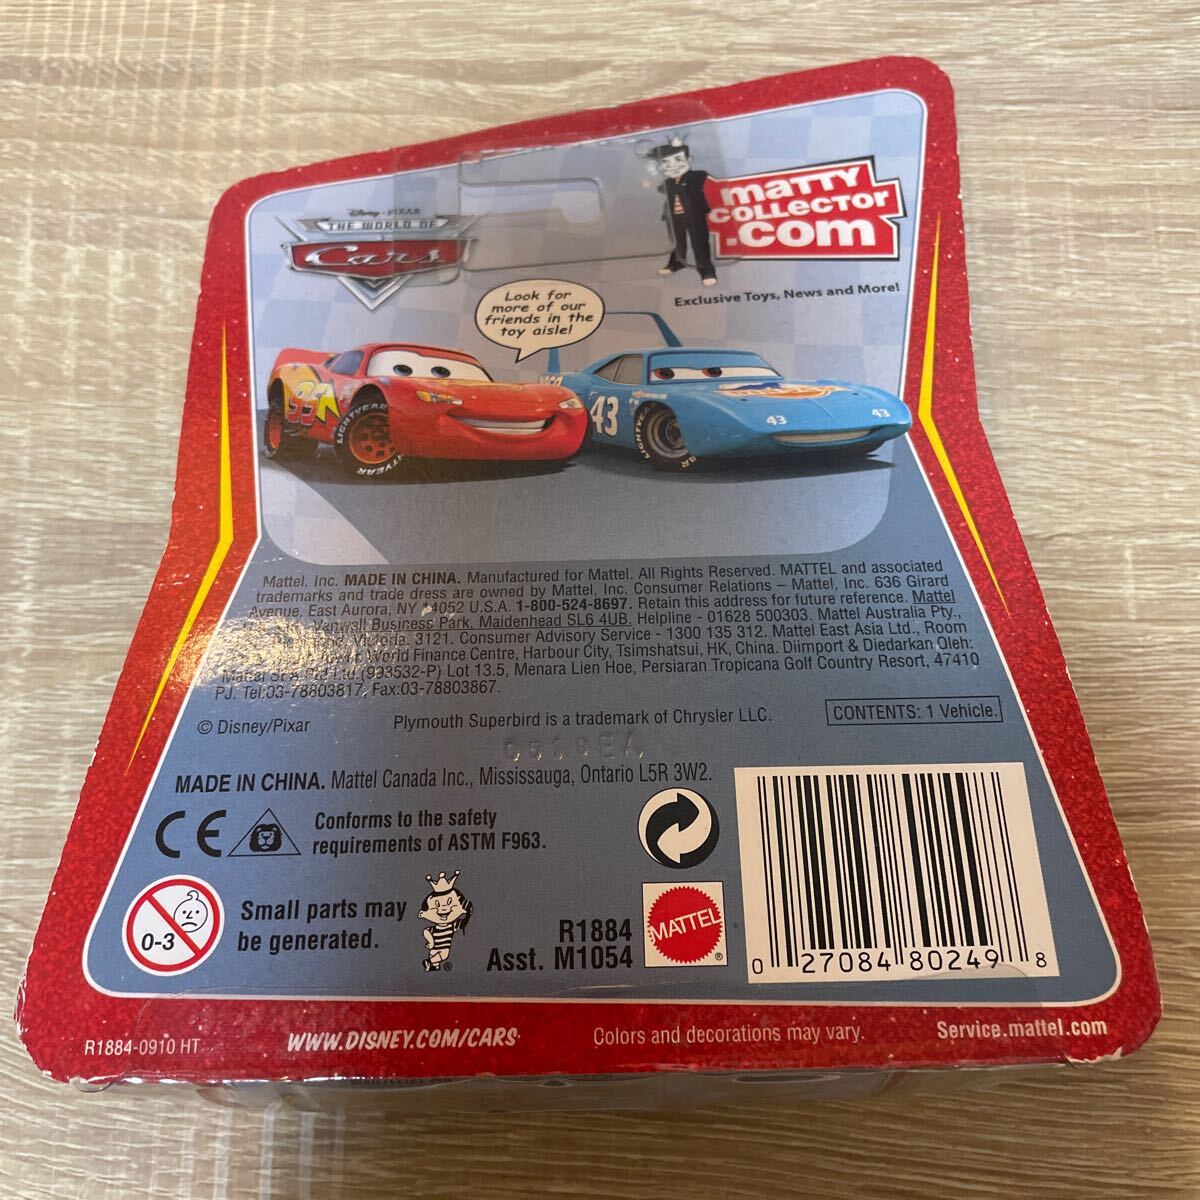 Disney · PIXAR
THE WORLD OF
Cars
MATTY
COLLECTOR
.COM
Exclusive Toys, News and More!
Look for
more of our
friends in the
toy aisle!
95
LIGHTYEAR
43
LIGHTYEAR
43
43
Mattel, Inc. MADE IN CHINA. Manufactured for Mattel. All Rights Reserved. MATTEL and associated
trademarks and trade dress are owned by Mattel, Inc. Consumer Relations – Mattel, Inc. 636 Girard
Avenue, East Aurora, NY 14052 U.S.A. 1-800-524-8697. Retain this address for future reference. Mattel
Vanwall Business Park, Maidenhead SL6 4UB. Helpline - 01628 500303. Mattel Australia Pty.,
Victoria. 3121. Consumer Advisory Service - 1300 135 312. Mattel East Asia Ltd., Room
World Finance Centre, Harbour City, Tsimshatsui, HK, China. Diimport & Diedarkan Oleh:
Mattel Ltd.(993532-P) Lot 13.5, Menara Lien Hoe, Persiaran Tropicana Golf Country Resort, 47410
PJ. Tel:03-78803817, Fax:03-78803867.
© Disney/Pixar
Plymouth Superbird is a trademark of Chrysler LLC.
CONTENTS: 1 Vehicle.
MADE IN CHINA. Mattel Canada Inc., Mississauga, Ontario L5R 3W2.
CE
Conforms to the safety
requirements of ASTM F963.
0-3
Small parts may
be generated.
R1884
Asst. M1054
MATTEL
0 27084 80249 8
R1884-0910 HT
WWW.DISNEY.COM/CARS
Colors and decorations may vary.
Service.mattel.com